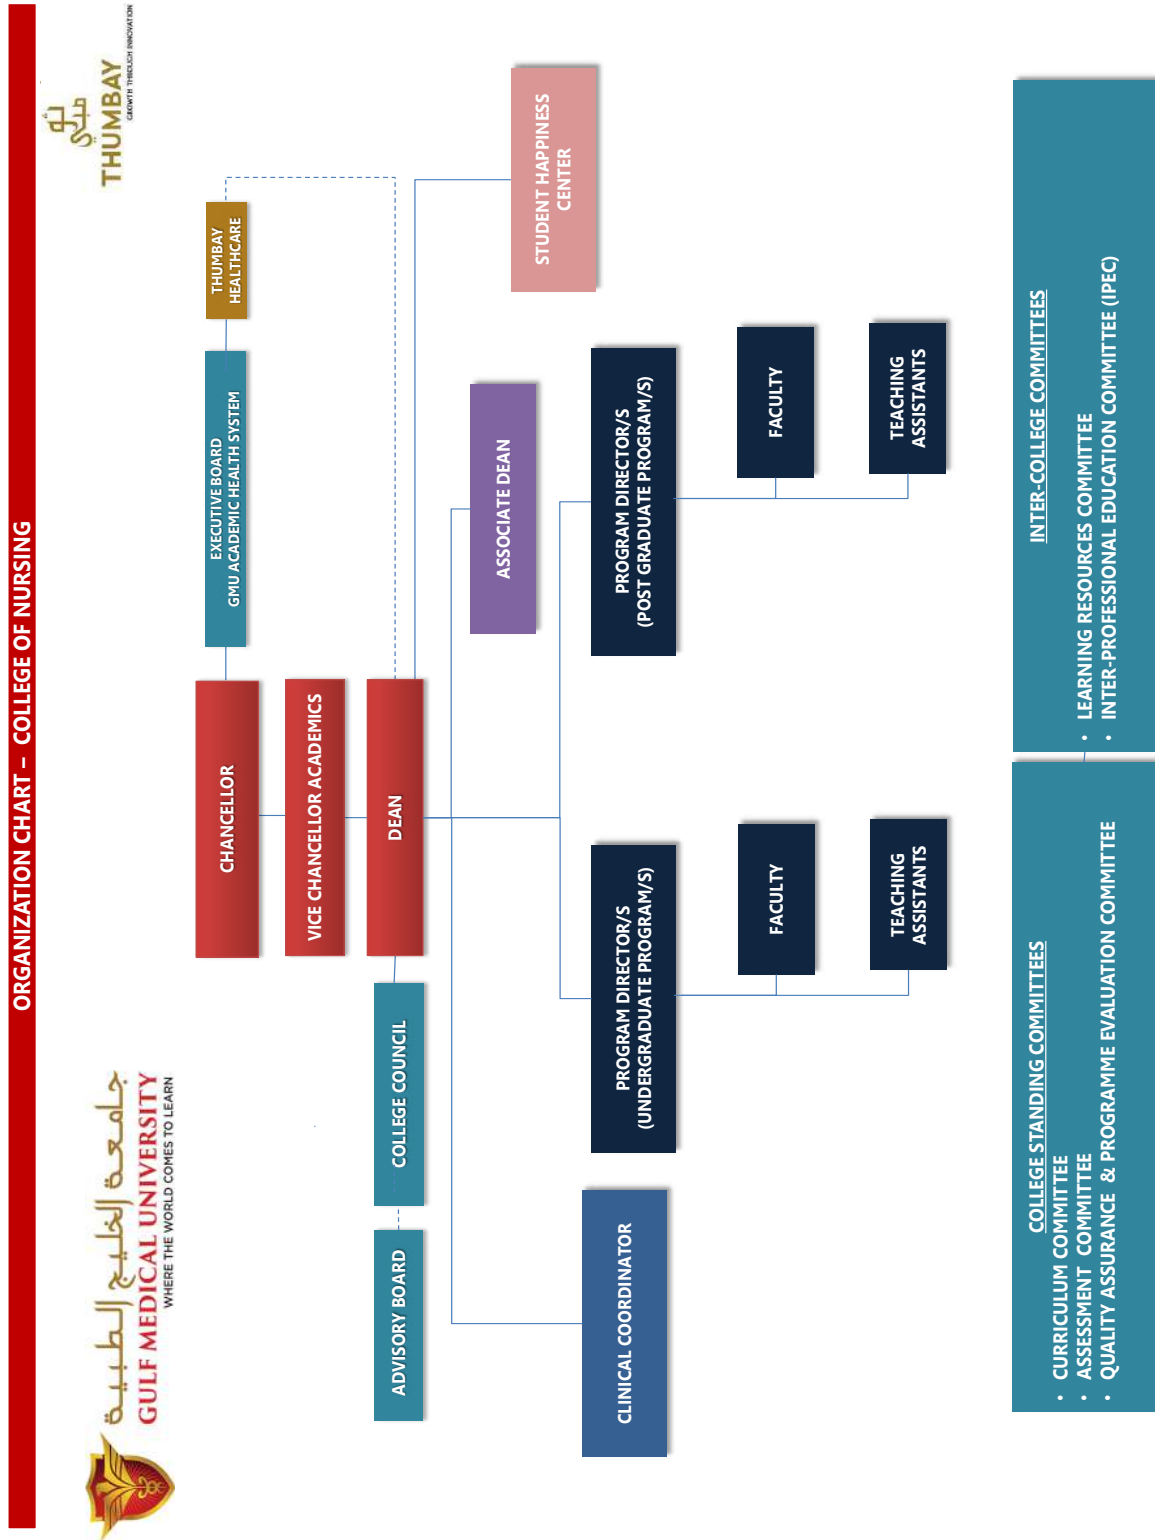 ORGANIZATION CHART – COLLEGE OF NURSING
جامعة الخليج الطبية
GULF MEDICAL UNIVERSITY
WHERE THE WORLD COMES TO LEARN
ثومبي
THUMBAY
GROWTH THROUGH INNOVATION
CHANCELLOR
EXECUTIVE BOARD
GMU ACADEMIC HEALTH SYSTEM
THUMBAY
HEALTHCARE
VICE CHANCELLOR ACADEMICS
ADVISORY BOARD
COLLEGE COUNCIL
DEAN
ASSOCIATE DEAN
STUDENT HAPPINESS
CENTER
CLINICAL COORDINATOR
PROGRAM DIRECTOR/S
(UNDERGRADUATE PROGRAM/S)
PROGRAM DIRECTOR/S
(POST GRADUATE PROGRAM/S)
FACULTY
FACULTY
TEACHING
ASSISTANTS
TEACHING
ASSISTANTS
COLLEGE STANDING COMMITTEES
• CURRICULUM COMMITTEE
• ASSESSMENT COMMITTEE
• QUALITY ASSURANCE & PROGRAMME EVALUATION COMMITTEE
INTER-COLLEGE COMMITTEES
• LEARNING RESOURCES COMMITTEE
• INTER-PROFESSIONAL EDUCATION COMMITTEE (IPEC)